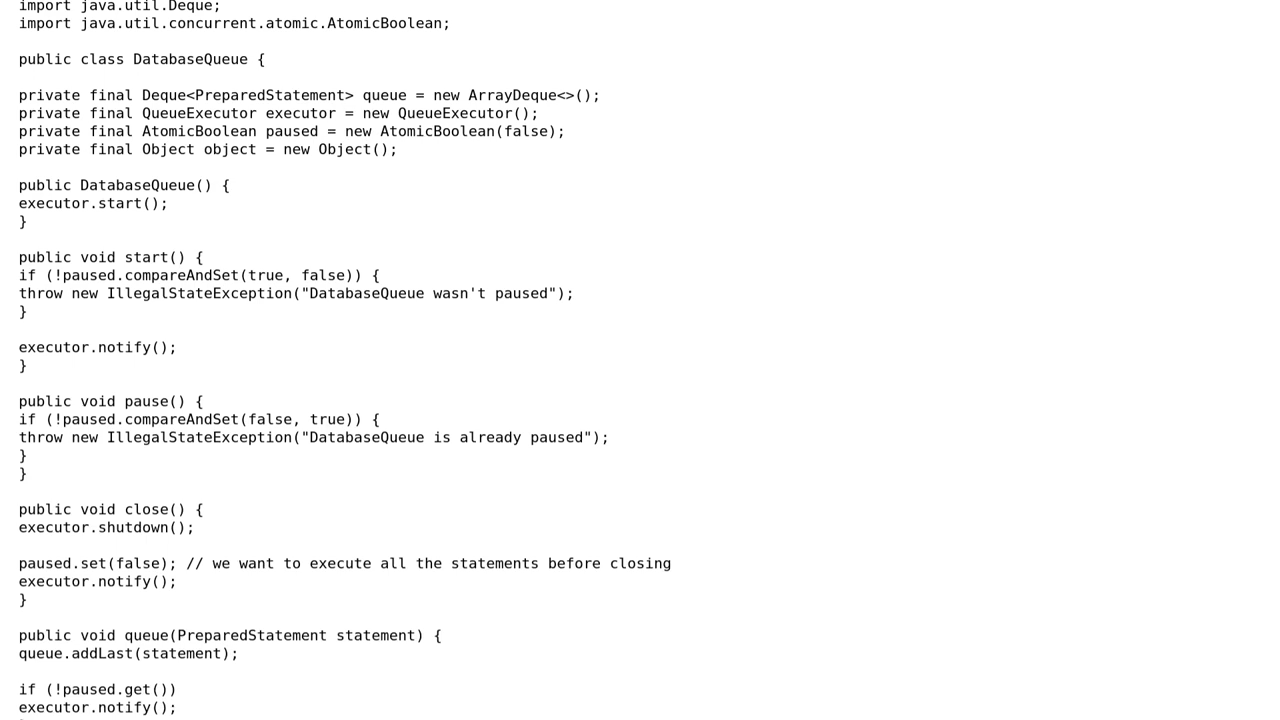 import java.util.Deque;
import java.util.concurrent.atomic.AtomicBoolean;
public class DatabaseQueue {
private final Deque<PreparedStatement> queue = new ArrayDeque<>();
private final QueueExecutor executor = new QueueExecutor();
private final AtomicBoolean paused = new AtomicBoolean(false);
private final Object object = new Object();
public DatabaseQueue() {
executor.start();
}
public void start() {
if (!paused.compareAndSet(true, false)) {
throw new IllegalStateException("DatabaseQueue wasn't paused");
}
executor.notify();
}
public void pause() {
if (!paused.compareAndSet(false, true)) {
throw new IllegalStateException("DatabaseQueue is already paused");
}
}
public void close() {
executor.shutdown();
paused.set(false); // we want to execute all the statements before closing
executor.notify();
}
public void queue(PreparedStatement statement) {
queue.addLast(statement);
if (!paused.get())
executor.notify();